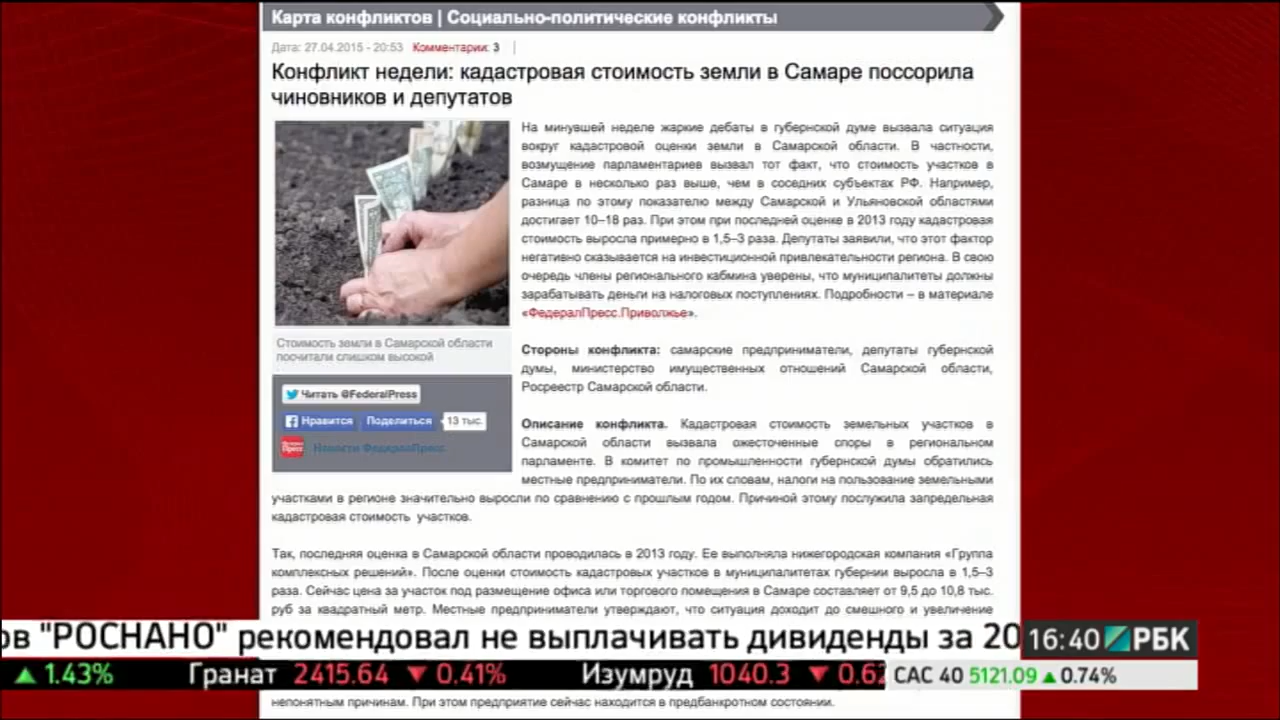 Карта конфликтов | Социально-политические конфликты
Дата: 27.04.2015 - 20:53 Комментарии: 3
Конфликт недели: кадастровая стоимость земли в Самаре поссорила
чиновников и депутатов
На минувшей неделе жаркие дебаты в губернской думе вызвала ситуация
вокруг кадастровой оценки земли в Самарской области. В частности,
возмущение парламентариев вызвал тот факт, что стоимость участков в
Самаре в несколько раз выше, чем в соседних субъектах РФ. Например,
разница по этому показателю между Самарской и Ульяновской областями
достигает 10–18 раз. При этом при последней оценке в 2013 году кадастровая
стоимость выросла примерно в 1,5–3 раза. Депутаты заявили, что этот фактор
негативно сказывается на инвестиционной привлекательности региона. В свою
очередь члены регионального кабмина уверены, что муниципалитеты должны
зарабатывать деньги на налоговых поступлениях. Подробности – в материале
«ФедералПресс.Приволжье».
Стоимость земли в Самарской области
посчитали слишком высокой
Читать @FederalPress
Нравится Поделиться 13 тыс.
Новости ФедералПресс
Стороны конфликта: самарские предприниматели, депутаты губернской
думы, министерство имущественных отношений Самарской области,
Росреестр Самарской области.
Описание конфликта. Кадастровая стоимость земельных участков в
Самарской области вызвала ожесточенные споры в региональном
парламенте. В комитет по промышленности губернской думы обратились
местные предприниматели. По их словам, налоги на пользование земельными
участками в регионе значительно выросли по сравнению с прошлым годом. Причиной этому послужила запредельная
кадастровая стоимость участков.
Так, последняя оценка в Самарской области проводилась в 2013 году. Ее выполняла нижегородская компания «Группа
комплексных решений». После оценки стоимость кадастровых участков в муниципалитетах губернии выросла в 1,5–3
раза. Сейчас цена за участок под размещение офиса или торгового помещения в Самаре составляет от 9,5 до 10,8 тыс.
руб за квадратный метр. Местные предприниматели утверждают, что ситуация доходит до смешного и увеличение
ов "РОСНАНО" рекомендовал не выплачивать дивиденды за 20
16:40 РБК
1.43% Гранат 2415.64 0.41% Изумруд 1040.3 0.62
CAC 40 5121.09 0.74%
непонятным причинам. При этом предприятие сейчас находится в предбанкротном состоянии.